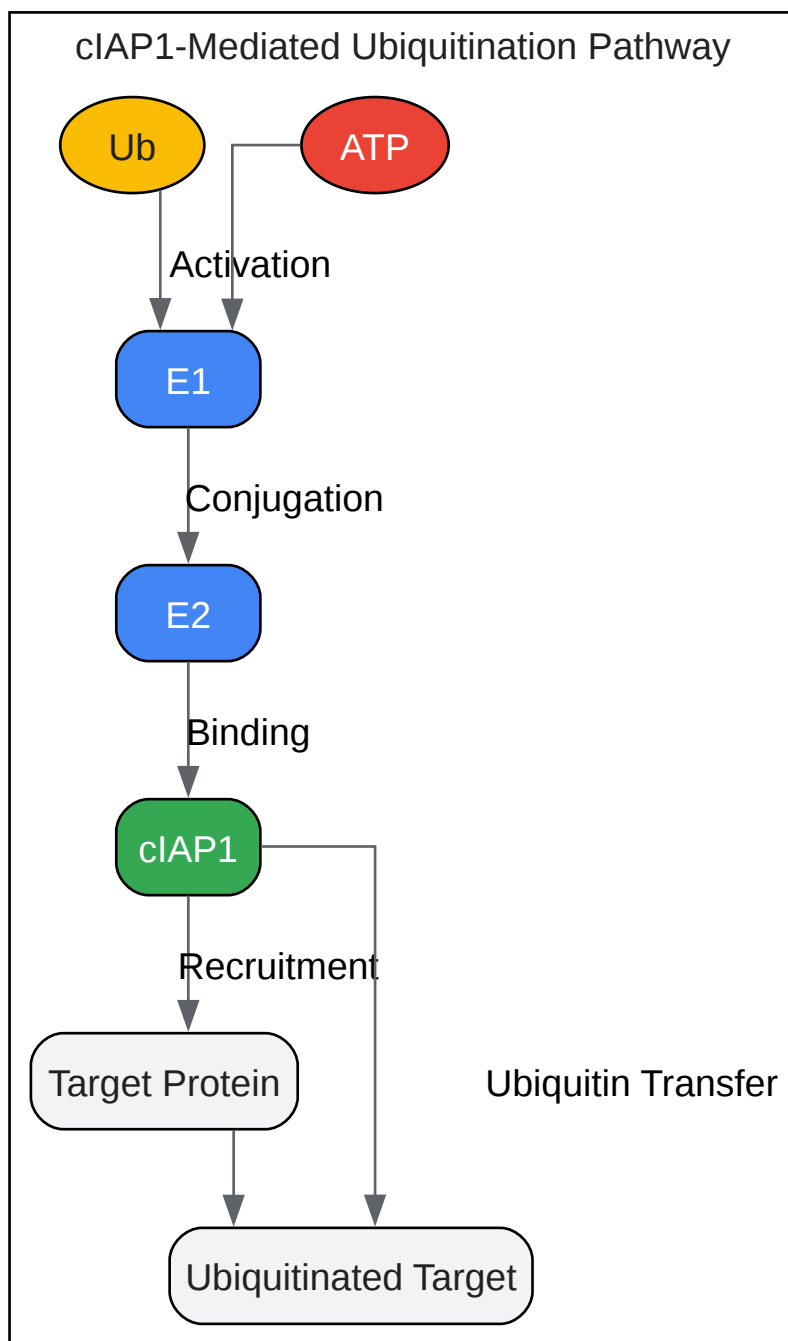 cIAP1-Mediated Ubiquitination Pathway
Ub
ATP
Activation
E1
Conjugation
E2
Binding
cIAP1
Recruitment
Target Protein
Ubiquitin Transfer
Ubiquitinated Target